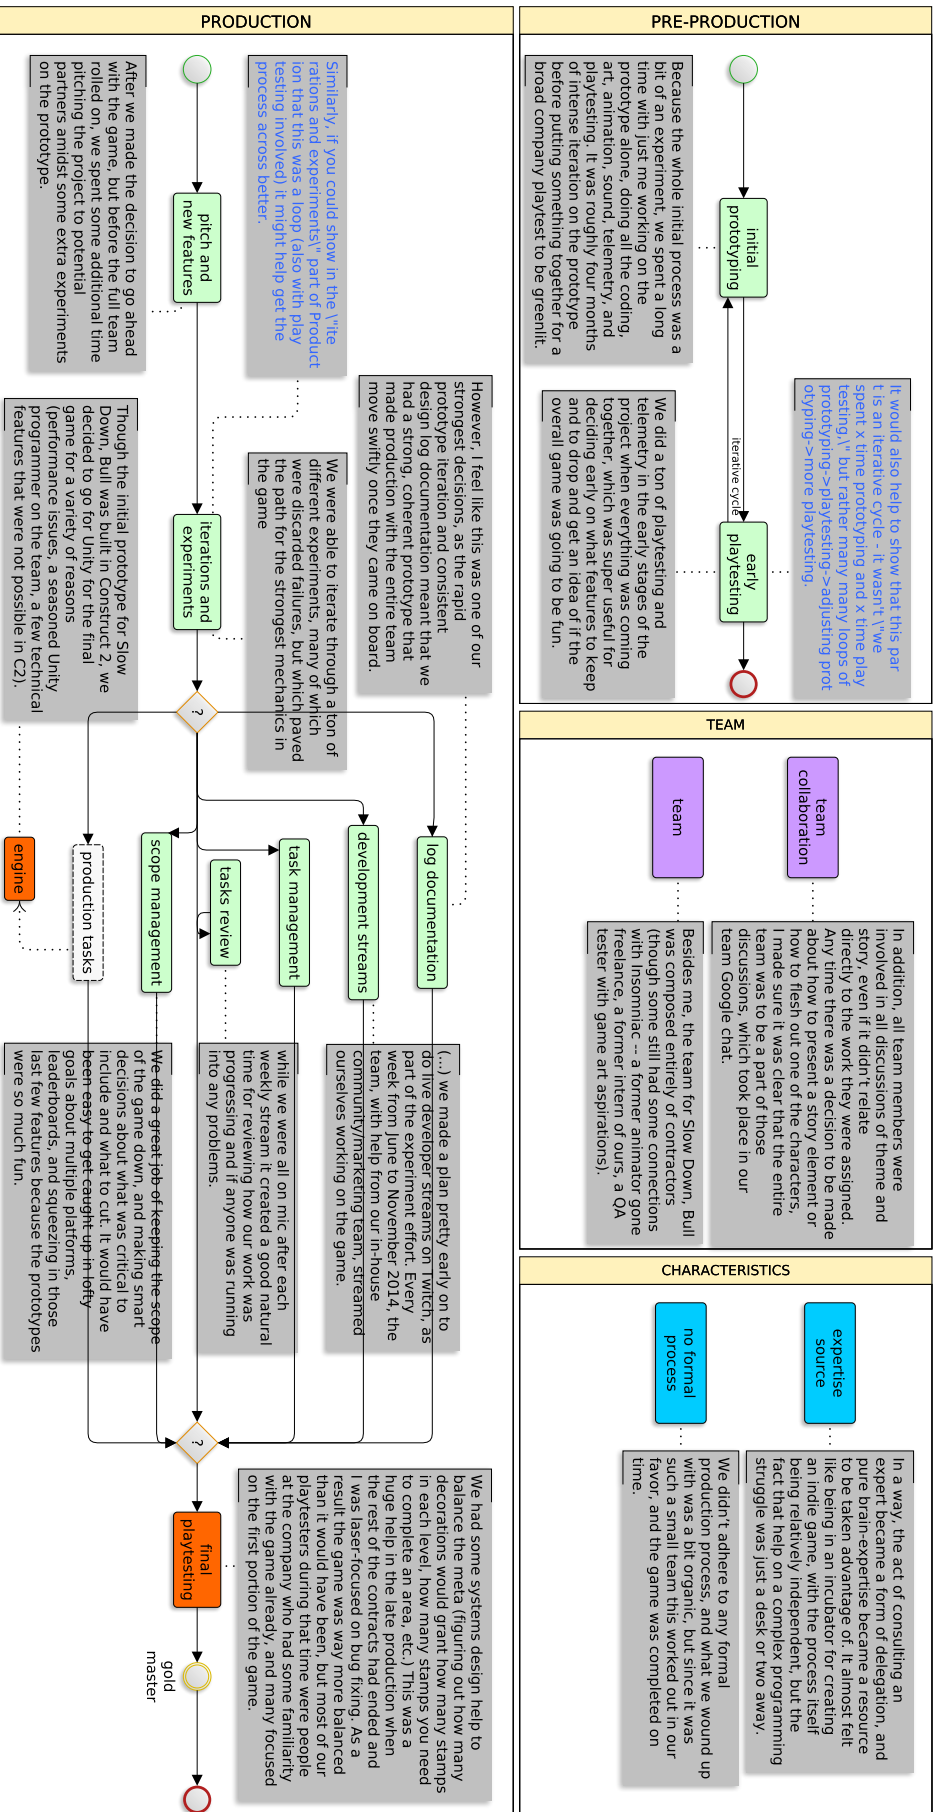 PRE-PRODUCTION
It would also help to show that this par
t is an iterative cycle - it wasn't \"we
spent x time prototyping and x time play
testing,\" but rather many many loops of
prototyping->playtesting->adjusting prot
otyping->more playtesting.
initial
prototyping
iterative cycle
early
playtesting
Because the whole initial process was a
bit of an experiment, we spent a long
time with just me working on the
prototype alone, doing all the coding,
art, animation, sound, telemetry, and
playtesting. It was roughly four months
of intense iteration on the prototype
before putting something together for a
broad company playtest to be greenlit.
We did a ton of playtesting and
telemetry in the early stages of the
project when everything was coming
together, which was super useful for
deciding early on what features to keep
and to drop and get an idea of if the
overall game was going to be fun.
TEAM
team
collaboration
In addition, all team members were
involved in all discussions of theme and
story, even if it didn't relate
directly to the work they were assigned.
Any time there was a decision to be made
about how to present a story element or
how to flesh out one of the characters,
I made sure it was clear that the entire
team was to be a part of those
discussions, which took place in our
team Google chat.
team
Besides me, the team for Slow Down, Bull
was composed entirely of contractors
(though some still had some connections
with Insomniac -- a former animator gone
freelance, a former intern of ours, a QA
tester with game art aspirations).
CHARACTERISTICS
expertise
source
In a way, the act of consulting an
expert became a form of delegation, and
pure brain-expertise became a resource
to be taken advantage of. It almost felt
like being in an incubator for creating
an indie game, with the process itself
being relatively independent, but the
fact that help on a complex programming
struggle was just a desk or two away.
no formal
process
We didn't adhere to any formal
production process, and what we wound up
with was a bit organic, but since it was
such a small team this worked out in our
favor, and the game was completed on
time.
PRODUCTION
Similarly, if you could show in the \"ite
rations and experiments\" part of Product
ion that this was a loop (also with play
testing involved) it might help get the
process across better.
pitch and
new features
After we made the decision to go ahead
with the game, but before the full team
rolled on, we spent some additional time
pitching the project to potential
partners amidst some extra experiments
on the prototype.
However, I feel like this was one of our
strongest decisions, as the rapid
prototype iteration and consistent
design log documentation meant that we
had a strong, coherent prototype that
made production with the entire team
move swiftly once they came on board.
We were able to iterate through a ton of
different experiments, many of which
were discarded failures, but which paved
the path for the strongest mechanics in
the game
iterations and
experiments
Though the initial prototype for Slow
Down, Bull was built in Construct 2, we
decided to go for Unity for the final
game for a variety of reasons
(performance issues, a seasoned Unity
programmer on the team, a few technical
features that were not possible in C2).
?
log documentation
development streams
task management
tasks review
scope management
production tasks
engine
(...) we made a plan pretty early on to
do live developer streams on Twitch, as
part of the experiment effort. Every
week from June to November 2014, the
team, with help from our in-house
community/marketing team, streamed
ourselves working on the game.
while we were all on mic after each
weekly stream it created a good natural
time for reviewing how our work was
progressing and if anyone was running
into any problems.
We did a great job of keeping the scope
of the game down, and making smart
decisions about what was critical to
include and what to cut. It would have
been easy to get caught up in lofty
goals about multiple platforms,
leaderboards, and squeezing in those
last few features because the prototypes
were so much fun.
?
We had some systems design help to
balance the meta (figuring out how many
decorations would grant how many stamps
in each level, how many stamps you need
to complete an area, etc.) This was a
huge help in the late production when
the rest of the contracts had ended and
I was laser-focused on bug fixing. As a
result the game was way more balanced
than it would have been, but most of our
playtesters during that time were people
at the company who had some familiarity
with the game already, and many focused
on the first portion of the game.
final
playtesting
gold
master